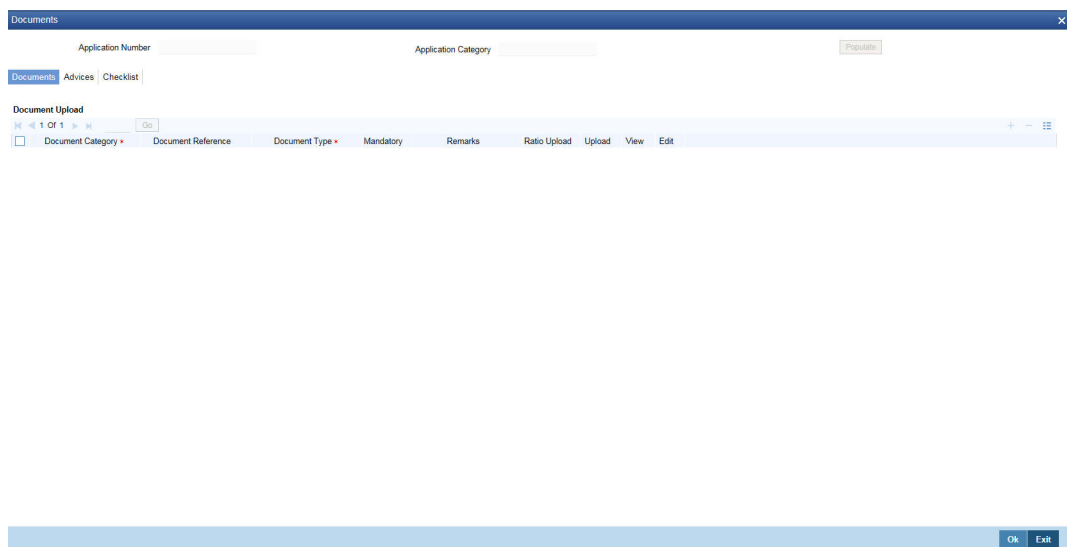 Documents
Application Number Application Category Populate
Documents Advices Checklist
Document Upload
1 Of 1 Go
Document Category * Document Reference Document Type * Mandatory Remarks Ratio Upload Upload View Edit
Ok Exit